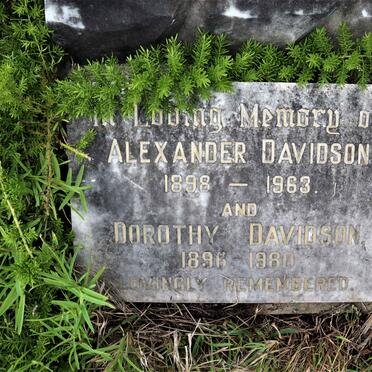 In Loving Memory of
ALEXANDER DAVIDSON
1898 — 1963.
AND
DOROTHY DAVIDSON
1896 1980
LOVINGLY REMEMBERED.